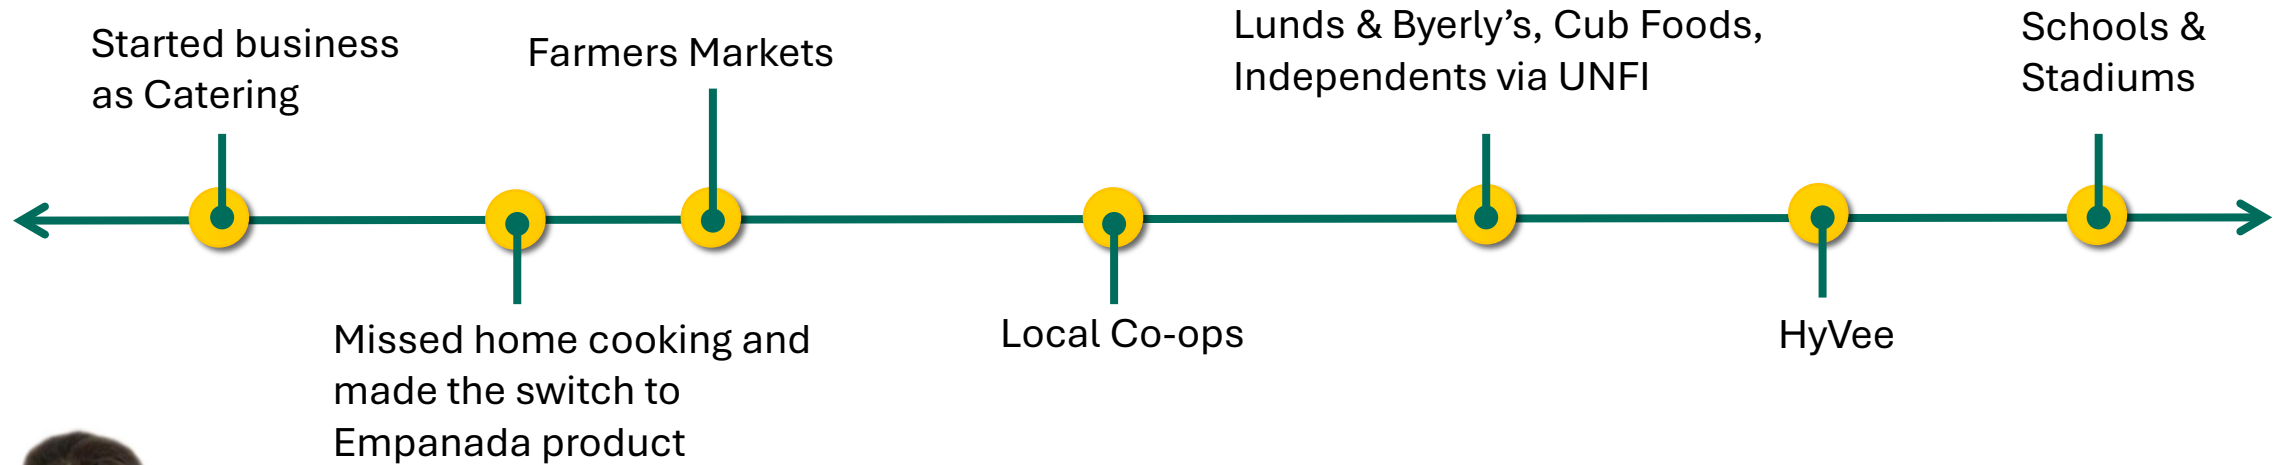 Started business
as Catering
Missed home cooking and
made the switch to
Empanada product
Farmers Markets
Local Co-ops
Lunds & Byerly’s, Cub Foods,
Independents via UNFI
HyVee
Schools &
Stadiums